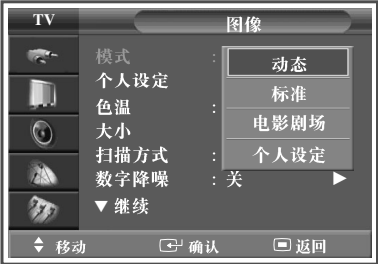 TV
图像
模式 :
动态
标准
电影剧场
个人设定
个人设定
色温 :
大小
扫描方式 :
数字降噪 : 关 ▶
▼ 继续
移动 确认 返回